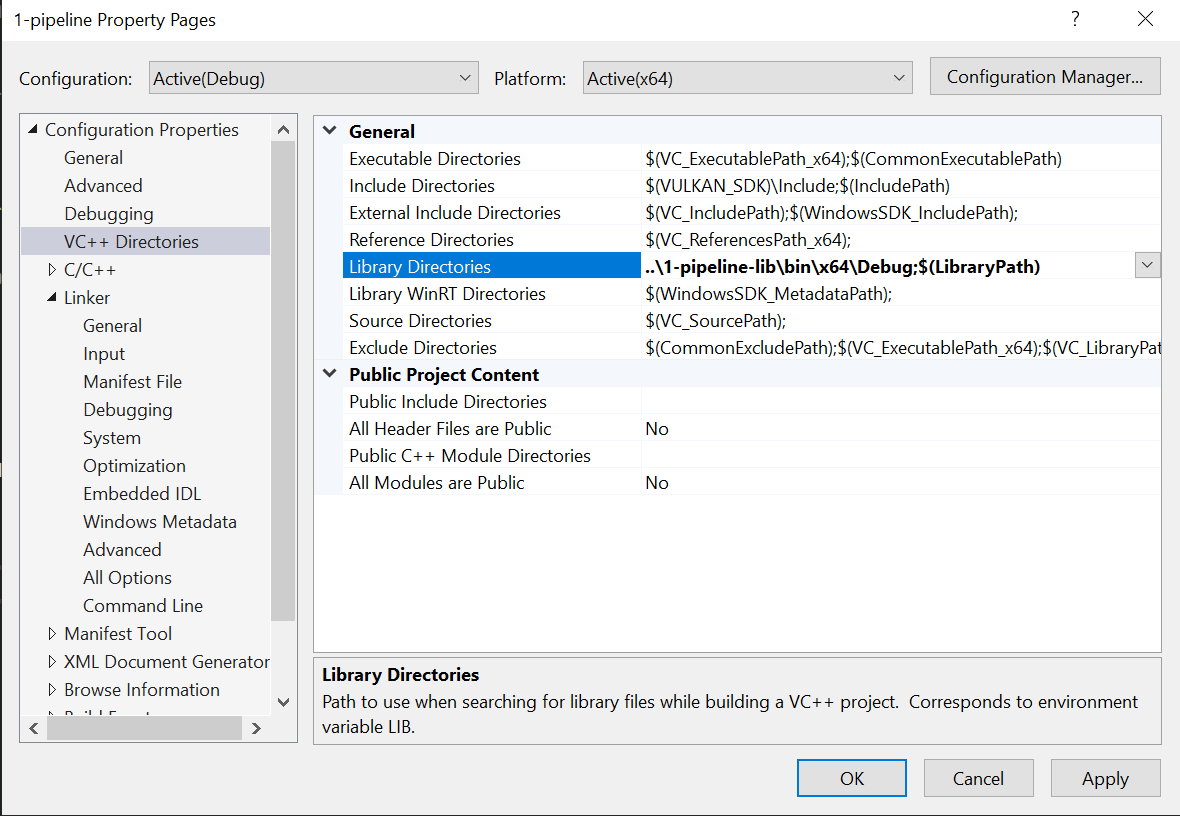 1-pipeline Property Pages
?
Configuration: Active(Debug) Platform: Active(x64) Configuration Manager...
Configuration Properties
General
Advanced
Debugging
VC++ Directories
C/C++
Linker
General
Input
Manifest File
Debugging
System
Optimization
Embedded IDL
Windows Metadata
Advanced
All Options
Command Line
Manifest Tool
XML Document Generator
Browse Information
General
Executable Directories $(VC_ExecutablePath_x64);$(CommonExecutablePath)
Include Directories $(VULKAN_SDK)\Include;$(IncludePath)
External Include Directories $(VC_IncludePath);$(WindowsSDK_IncludePath);
Reference Directories $(VC_ReferencesPath_x64);
Library Directories ..\1-pipeline-lib\bin\x64\Debug;$(LibraryPath)
Library WinRT Directories $(WindowsSDK_MetadataPath);
Source Directories $(VC_SourcePath);
Exclude Directories $(CommonExcludePath);$(VC_ExecutablePath_x64);$(VC_LibraryPat
Public Project Content
Public Include Directories
All Header Files are Public No
Public C++ Module Directories
All Modules are Public No
Library Directories
Path to use when searching for library files while building a VC++ project.  Corresponds to environment
variable LIB.
OK Cancel Apply